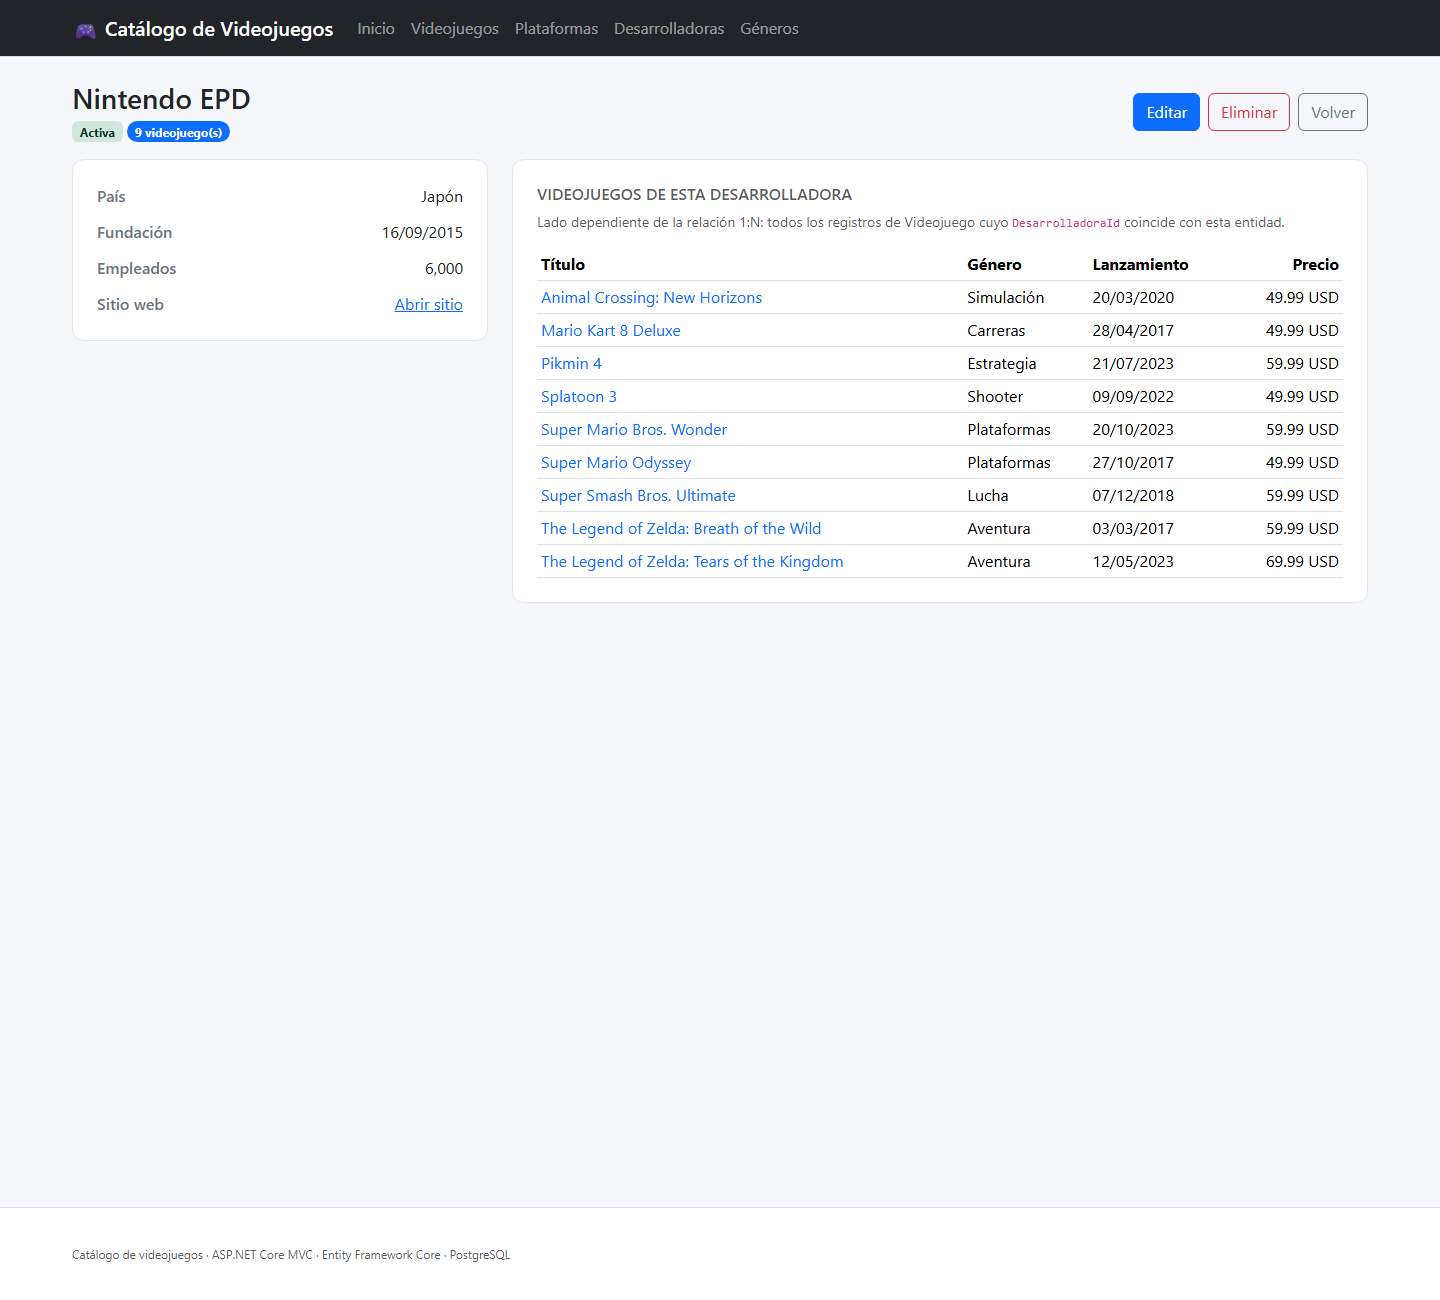 Catálogo de Videojuegos Inicio Videojuegos Plataformas Desarrolladoras Géneros
Nintendo EPD
Activa 9 videojuego(s)
Editar Eliminar Volver
País Japón
Fundación 16/09/2015
Empleados 6,000
Sitio web Abrir sitio
VIDEOJUEGOS DE ESTA DESARROLLADORA
Lado dependiente de la relación 1:N: todos los registros de Videojuego cuyo DesarrolladoraId coincide con esta entidad.
Título Género Lanzamiento Precio
Animal Crossing: New Horizons Simulación 20/03/2020 49.99 USD
Mario Kart 8 Deluxe Carreras 28/04/2017 49.99 USD
Pikmin 4 Estrategia 21/07/2023 59.99 USD
Splatoon 3 Shooter 09/09/2022 49.99 USD
Super Mario Bros. Wonder Plataformas 20/10/2023 59.99 USD
Super Mario Odyssey Plataformas 27/10/2017 49.99 USD
Super Smash Bros. Ultimate Lucha 07/12/2018 59.99 USD
The Legend of Zelda: Breath of the Wild Aventura 03/03/2017 59.99 USD
The Legend of Zelda: Tears of the Kingdom Aventura 12/05/2023 69.99 USD
Catálogo de videojuegos · ASP.NET Core MVC · Entity Framework Core · PostgreSQL